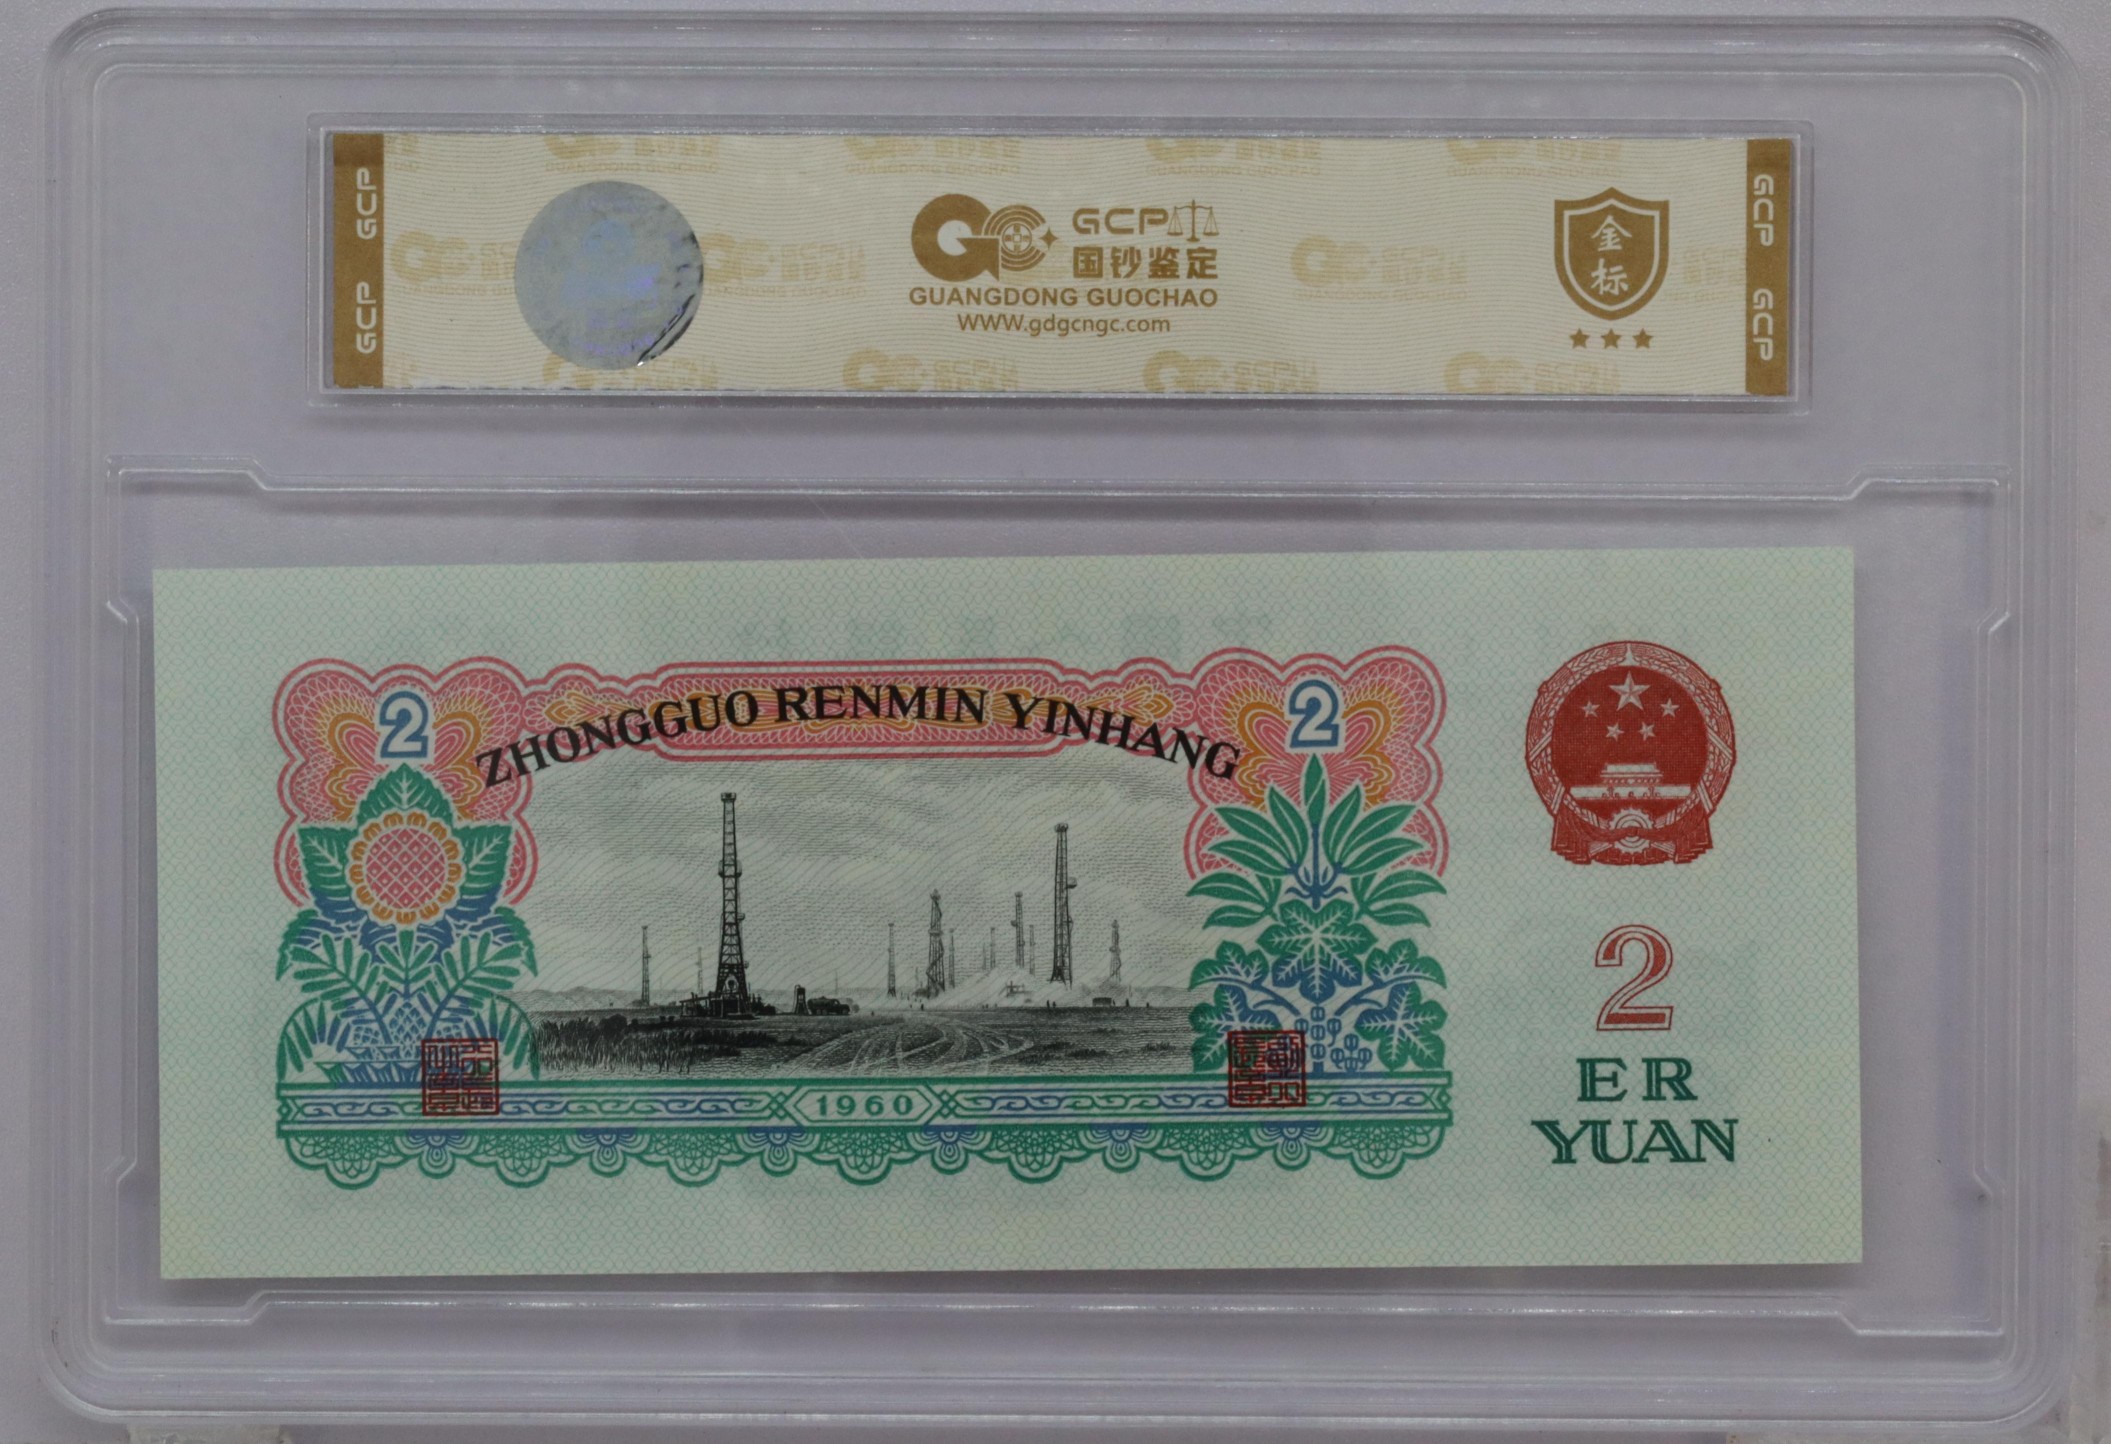 GCP
GCP
GCP
国钞鉴定
GUANGDONG GUOCHAO
WWW.gdgcngc.com
金
标
GCP
GCP
2
ZHONGGUO RENMIN YINHANG
2
1960
2
ER
YUAN